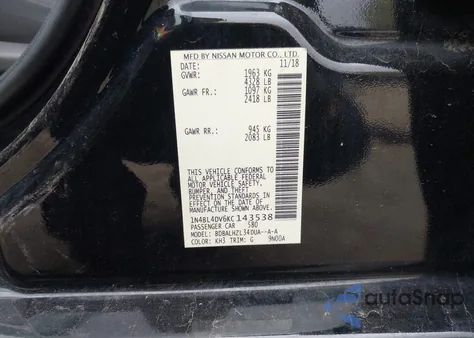 MFD BY NISSAN MOTOR CO., LTD.
DATE: 11/18
GVWR: 1963 KG
4328 LB
GAWR FR: 1097 KG
2418 LB
GAWR RR: 945 KG
2083 LB
THIS VEHICLE CONFORMS TO
ALL APPLICABLE FEDERAL
MOTOR VEHICLE SAFETY,
BUMPER, AND THEFT
PREVENTION STANDARDS
IN EFFECT ON THE DATE OF
MANUFACTURE SHOWN ABOVE.
1N4BL4DV6KC143538
PASSENGER CAR 580
MODEL: BDBALHZL34DUA--A-A
COLOR: KH3 TRIM: G 9N00A
autoSnap